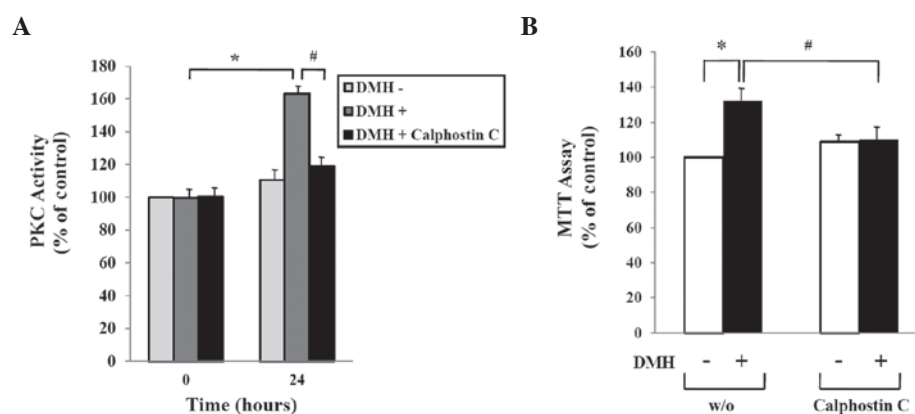 A
PKC Activity
(% of control)
180
160
140
120
100
80
60
40
20
0
*
#
DMH -
DMH +
DMH + Calphostin C
0
24
Time (hours)
B
MTT Assay
(% of control)
160
140
120
100
80
60
40
20
0
*
#
DMH - + - +
w/o Calphostin C